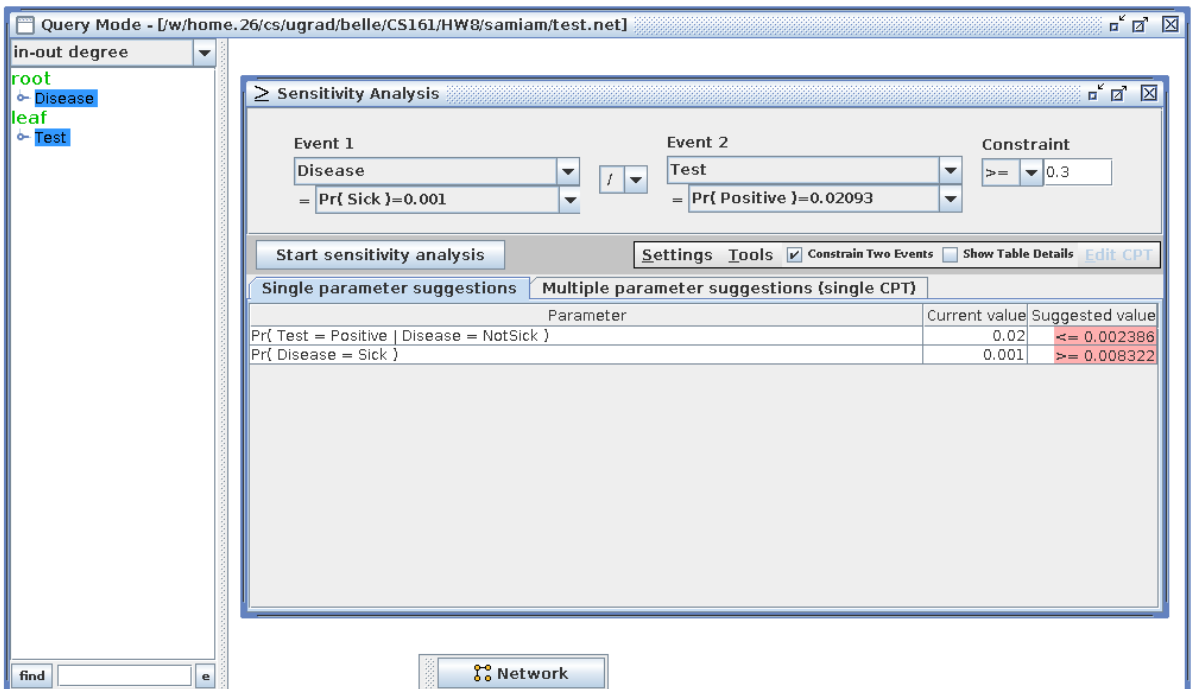 Query Mode - [/w/home.26/cs/ugrad/belle/CS161/HW8/samiam/test.net]
in-out degree
root
Disease
leaf
Test
Sensitivity Analysis
Event 1
Event 2
Constraint
Disease
/
Test
>=
0.3
= Pr{ Sick }=0.001
= Pr{ Positive }=0.02093
Start sensitivity analysis
Settings Tools Constrain Two Events Show Table Details Edit CPT
Single parameter suggestions
Multiple parameter suggestions (single CPT)
Parameter Current value Suggested value
Pr{ Test = Positive | Disease = NotSick } 0.02 <= 0.002386
Pr{ Disease = Sick } 0.001 >= 0.008322
find
e
Network